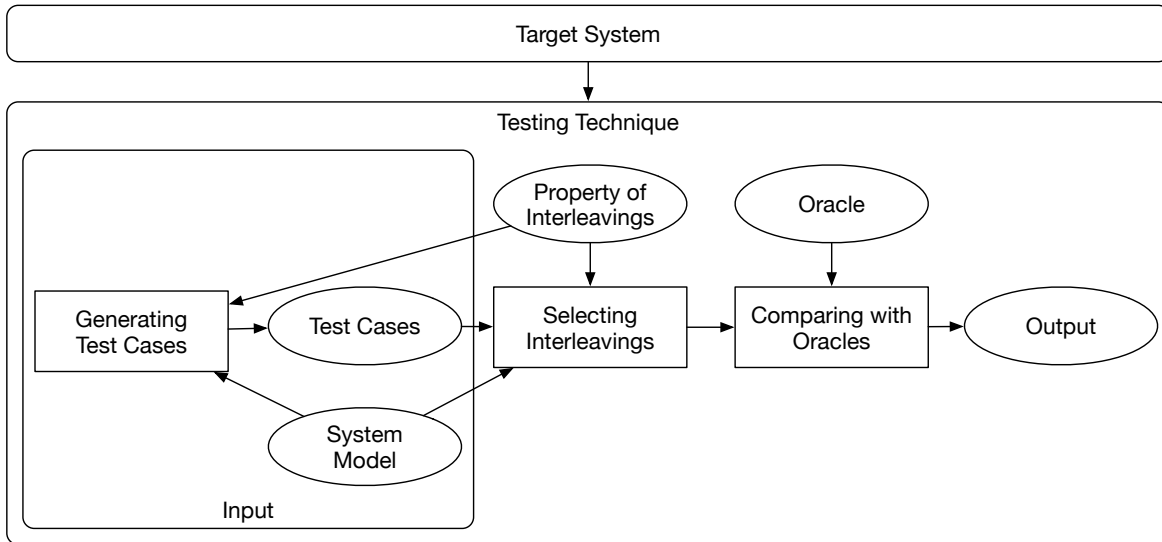 Target System
Testing Technique
Property of
Interleavings
Oracle
Generating
Test Cases
Test Cases
Selecting
Interleavings
Comparing with
Oracles
Output
System
Model
Input